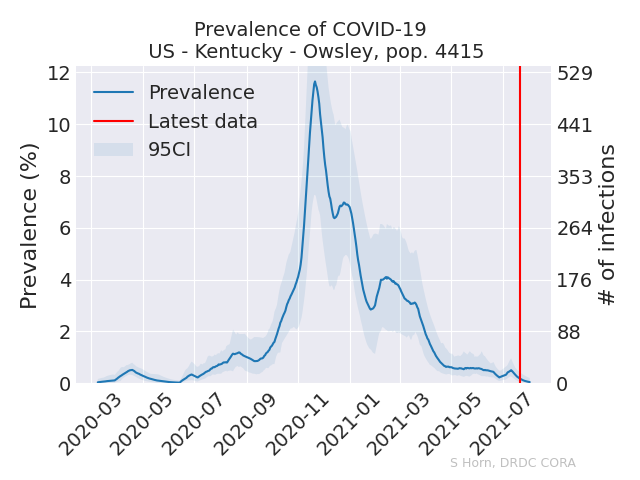 Prevalence of COVID-19
US - Kentucky - Owsley, pop. 4415
Prevalence
Latest data
95CI
Prevalence (%)
12
10
8
6
4
2
0
529
441
353
264
176
88
0
# of infections
2020-03
2020-05
2020-07
2020-09
2020-11
2021-01
2021-03
2021-05
2021-07
S Horn, DRDC CORA